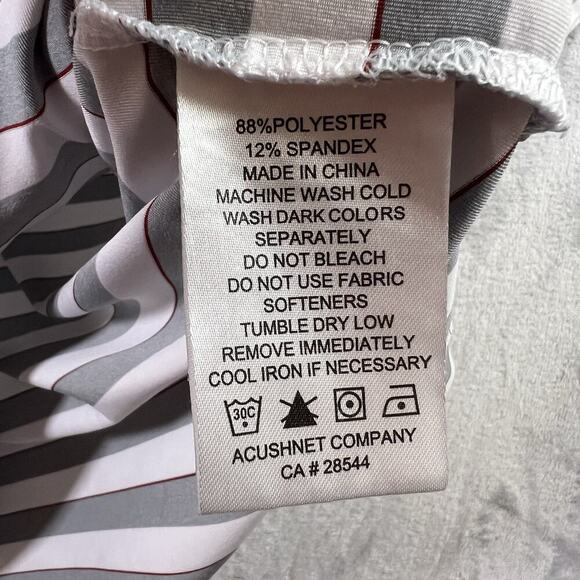 88%POLYESTER
12% SPANDEX
MADE IN CHINA
MACHINE WASH COLD
WASH DARK COLORS
SEPARATELY
DO NOT BLEACH
DO NOT USE FABRIC
SOFTENERS
TUMBLE DRY LOW
REMOVE IMMEDIATELY
COOL IRON IF NECESSARY
30C
ACUSHNET COMPANY
CA # 28544